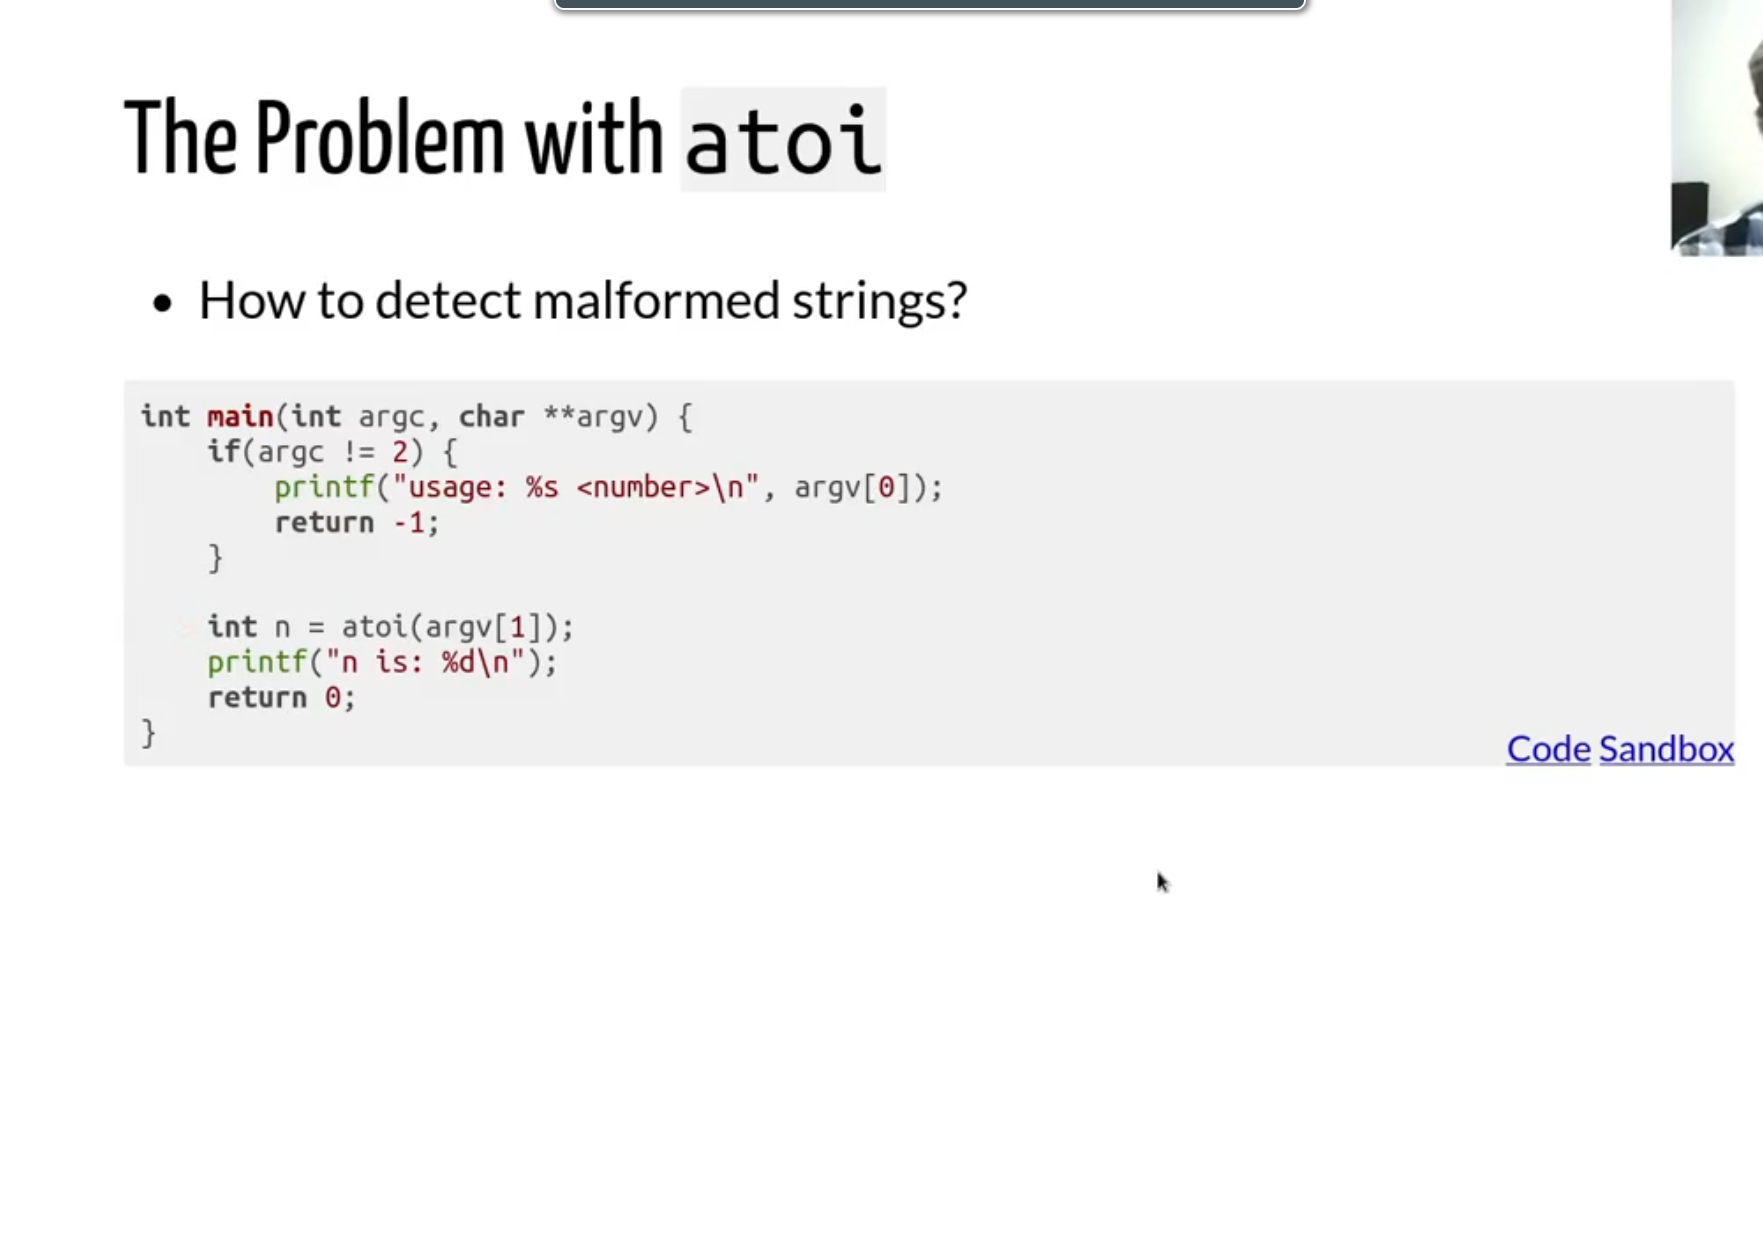 The Problem with atoi
• How to detect malformed strings?
int main(int argc, char **argv) {
    if(argc != 2) {
        printf("usage: %s <number>\n", argv[0]);
        return -1;
    }
    int n = atoi(argv[1]);
    printf("n is: %d\n");
    return 0;
}
Code Sandbox